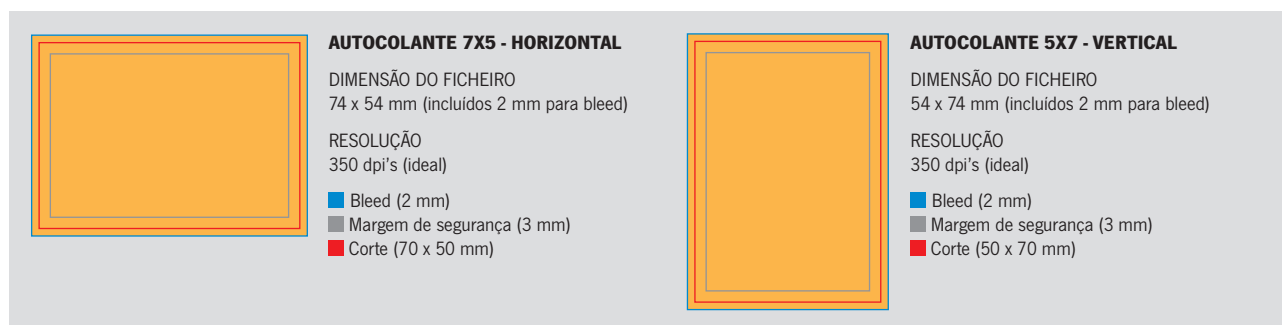 AUTOCOLANTE 7X5 - HORIZONTAL
DIMENSÃO DO FICHEIRO
74 x 54 mm (incluídos 2 mm para bleed)
RESOLUÇÃO
350 dpi’s (ideal)
Bleed (2 mm)
Margem de segurança (3 mm)
Corte (70 x 50 mm)
AUTOCOLANTE 5X7 - VERTICAL
DIMENSÃO DO FICHEIRO
54 x 74 mm (incluídos 2 mm para bleed)
RESOLUÇÃO
350 dpi’s (ideal)
Bleed (2 mm)
Margem de segurança (3 mm)
Corte (50 x 70 mm)